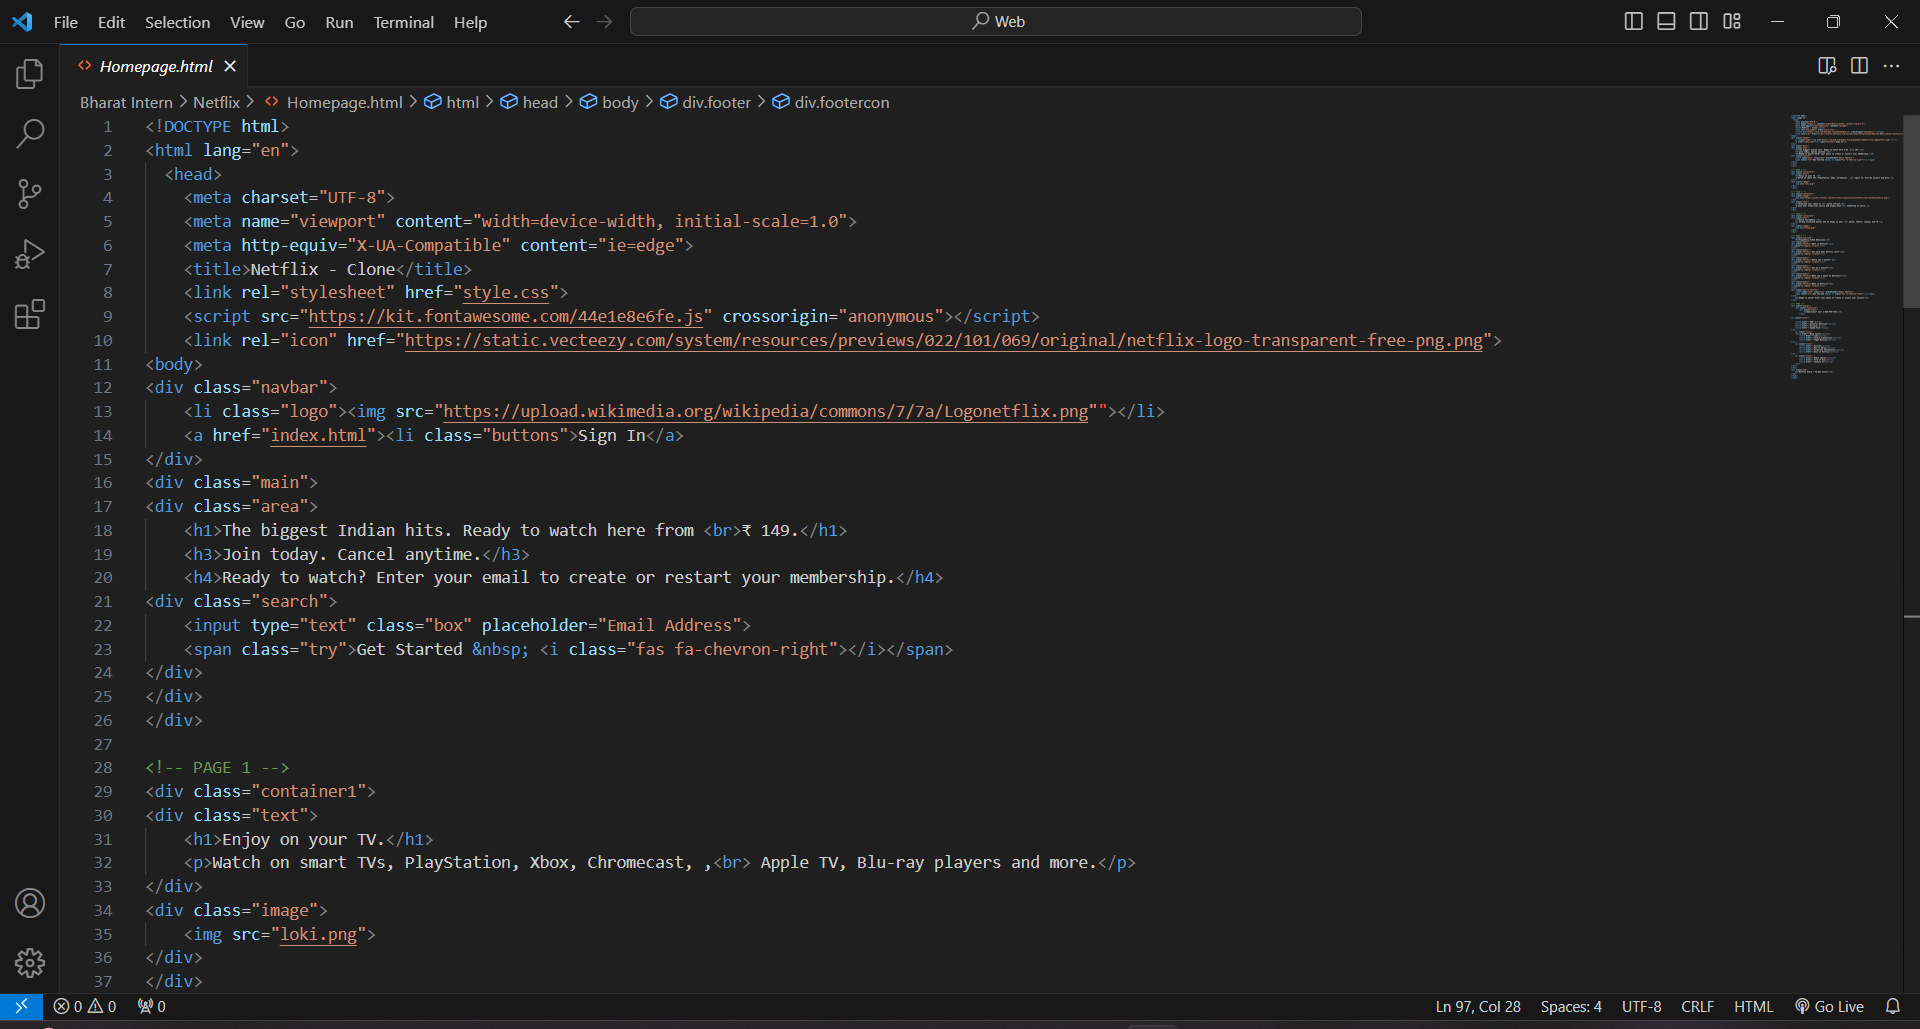 File Edit Selection View Go Run Terminal Help
Web
Homepage.html
Bharat Intern > Netflix > Homepage.html > html > head > body > div.footer > div.footercon
1 <!DOCTYPE html>
2 <html lang="en">
3 <head>
4 <meta charset="UTF-8">
5 <meta name="viewport" content="width=device-width, initial-scale=1.0">
6 <meta http-equiv="X-UA-Compatible" content="ie=edge">
7 <title>Netflix - Clone</title>
8 <link rel="stylesheet" href="style.css">
9 <script src="https://kit.fontawesome.com/44e1e8e6fe.js" crossorigin="anonymous"></script>
10 <link rel="icon" href="https://static.vecteezy.com/system/resources/previews/022/101/069/original/netflix-logo-transparent-free-png.png">
11 <body>
12 <div class="navbar">
13 <li class="logo"><img src="https://upload.wikimedia.org/wikipedia/commons/7/7a/Logonetflix.png""></li>
14 <a href="index.html"><li class="buttons">Sign In</a>
15 </div>
16 <div class="main">
17 <div class="area">
18 <h1>The biggest Indian hits. Ready to watch here from <br>₹ 149.</h1>
19 <h3>Join today. Cancel anytime.</h3>
20 <h4>Ready to watch? Enter your email to create or restart your membership.</h4>
21 <div class="search">
22 <input type="text" class="box" placeholder="Email Address">
23 <span class="try">Get Started &nbsp; <i class="fas fa-chevron-right"></i></span>
24 </div>
25 </div>
26 </div>
27
28 <!-- PAGE 1 -->
29 <div class="container1">
30 <div class="text">
31 <h1>Enjoy on your TV.</h1>
32 <p>Watch on smart TVs, PlayStation, Xbox, Chromecast, ,<br> Apple TV, Blu-ray players and more.</p>
33 </div>
34 <div class="image">
35 <img src="loki.png">
36 </div>
37 </div>
0 0 0 Ln 97, Col 28 Spaces: 4 UTF-8 CRLF HTML Go Live